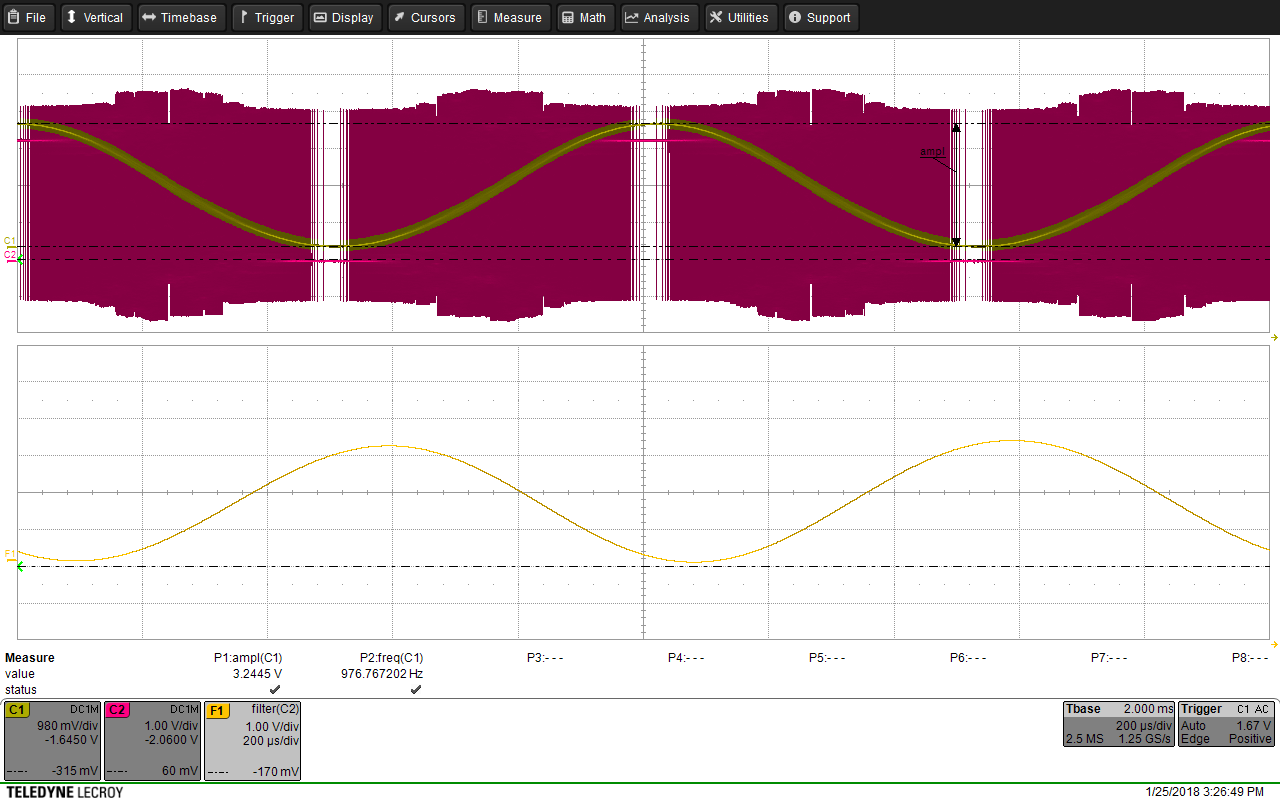 File Vertical Timebase Trigger Display Cursors Measure Math Analysis Utilities Support
ampl
C1
C2
F1
Measure P1:ampl(C1) P2:freq(C1) P3:- - - P4:- - - P5:- - - P6:- - - P7:- - - P8:- - -
value 3.2445 V 976.767202 Hz
status
C1 DC1M C2 DC1M F1 filter(C2) Tbase 2.000 ms Trigger C1 AC
980 mV/div 1.00 V/div 1.00 V/div 200 µs/div Auto 1.67 V
-1.6450 V -2.0600 V 200 µs/div 2.5 MS 1.25 GS/s Edge Positive
-315 mV 60 mV -170 mV
TELEDYNE LECROY 1/25/2018 3:26:49 PM